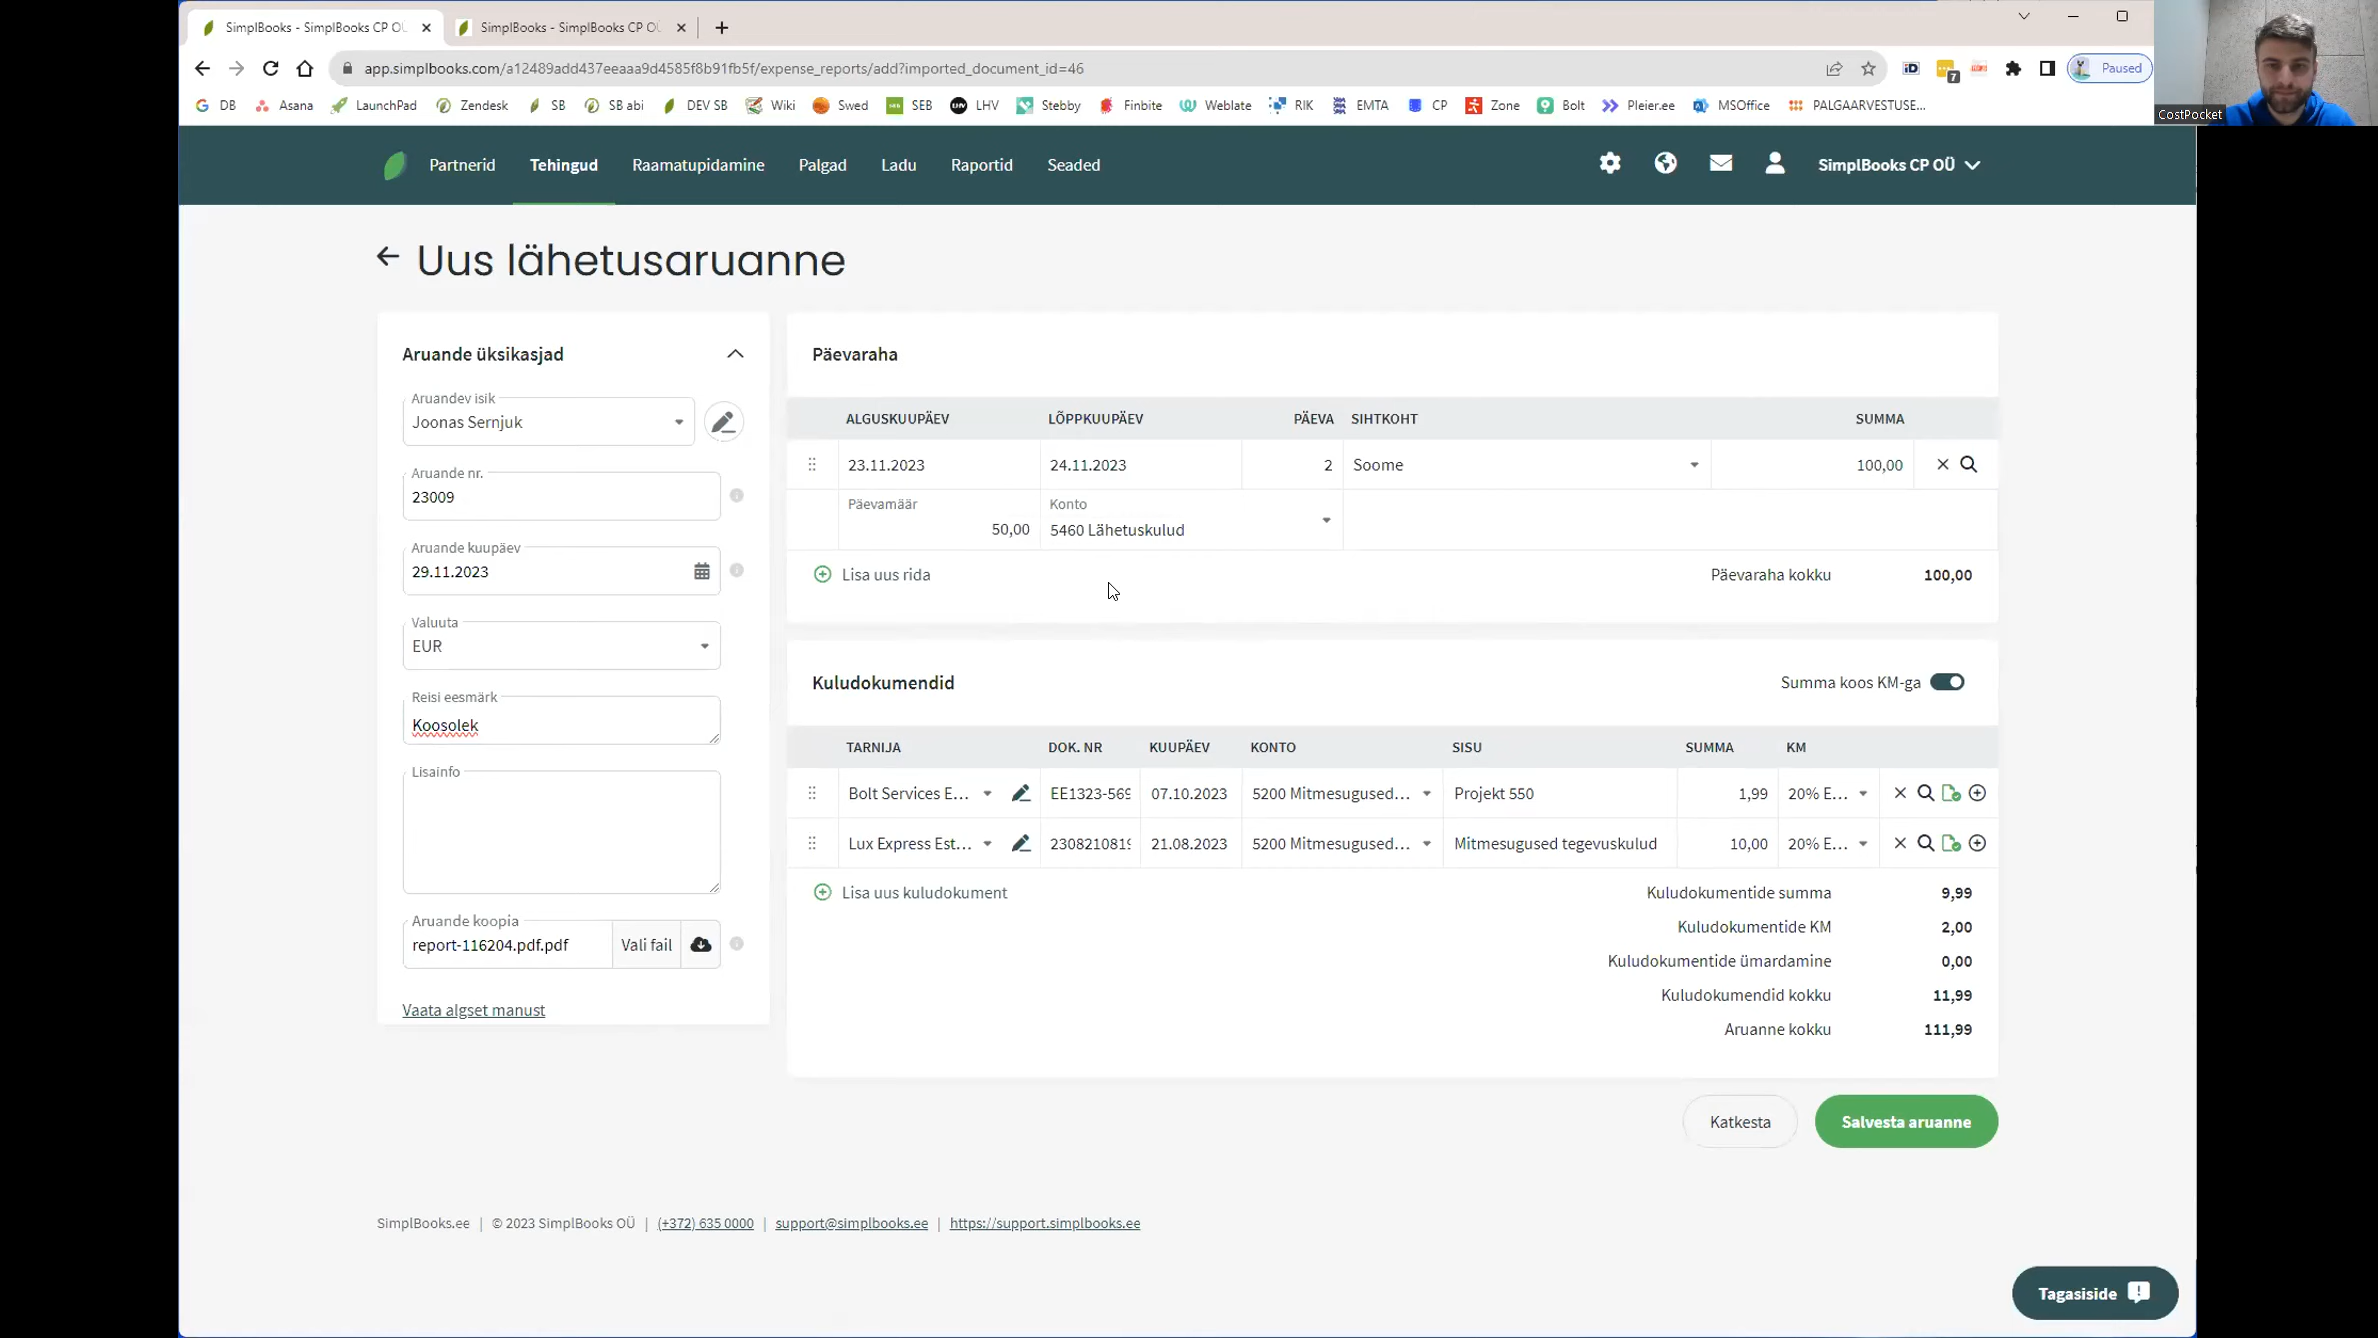 SimplBooks - SimplBooks CP OÜ
SimplBooks - SimplBooks CP OÜ
app.simplbooks.com/a12489add437eeaaa9d4585f8b91fb5f/expense_reports/add?imported_document_id=46
7
Paused
DB Asana LaunchPad Zendesk SB SB abi DEV SB Wiki Swed SEB LHV Stebby Finbite Weblate RIK EMTA CP Zone Bolt Pleier.ee MSOffice PALGAARVESTUSE...
CostPocket
Partnerid Tehingud Raamatupidamine Palgad Ladu Raportid Seaded SimplBooks CP OÜ
Uus lähetusaruanne
Aruande üksikasjad
Aruandev isik
Joonas Sernjuk
Aruande nr.
23009
Aruande kuupäev
29.11.2023
Valuuta
EUR
Reisi eesmärk
Koosolek
Lisainfo
Aruande koopia
report-116204.pdf.pdf Vali fail
Vaata algset manust
Päevaraha
ALGUSKUUPÄEV LÕPPKUUPÄEV PÄEVA SIHTKOHT SUMMA
23.11.2023 24.11.2023 2 Soome 100,00
Päevamäär Konto
50,00 5460 Lähetuskulud
Lisa uus rida Päevaraha kokku 100,00
Kuludokumendid Summa koos KM-ga
TARNIJA DOK. NR KUUPÄEV KONTO SISU SUMMA KM
Bolt Services E... EE1323-569 07.10.2023 5200 Mitmesugused... Projekt 550 1,99 20% E...
Lux Express Est... 230821081 21.08.2023 5200 Mitmesugused... Mitmesugused tegevuskulud 10,00 20% E...
Lisa uus kuludokument Kuludokumentide summa 9,99
Kuludokumentide KM 2,00
Kuludokumentide ümardamine 0,00
Kuludokumendid kokku 11,99
Aruanne kokku 111,99
Katkesta Salvesta aruanne
SimplBooks.ee | © 2023 SimplBooks OÜ | (+372) 635 0000 | support@simplbooks.ee | https://support.simplbooks.ee
Tagasiside